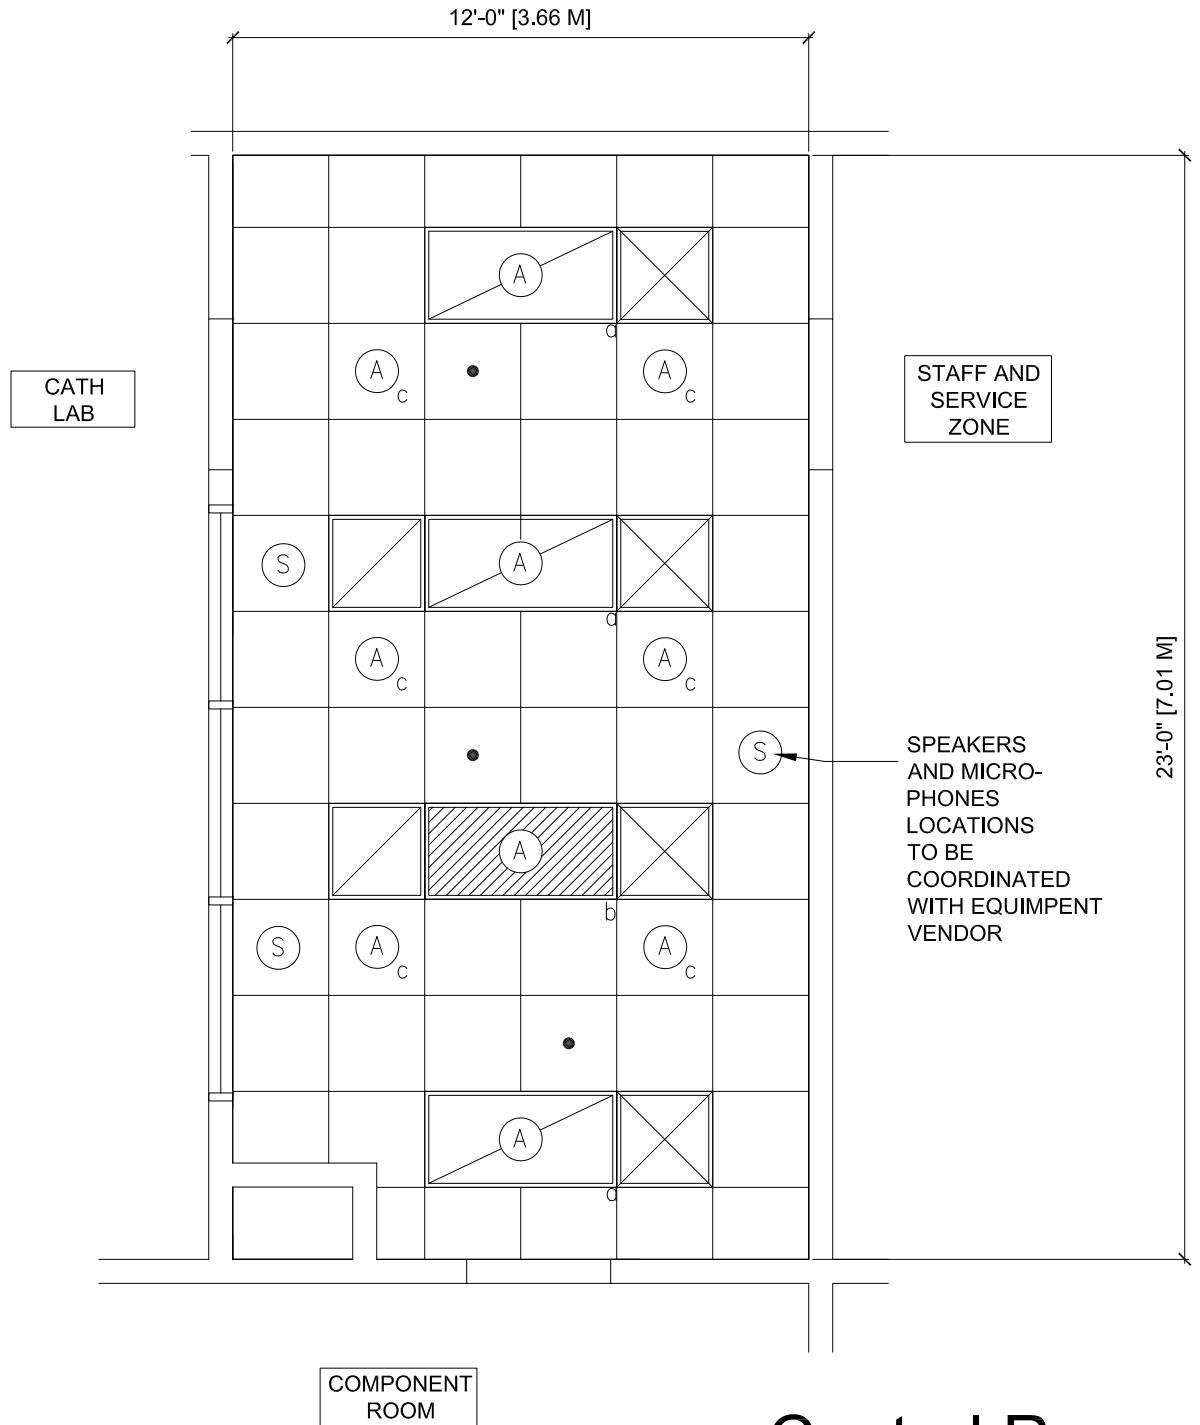 12'-0" [3.66 M]
A
a
CATH
LAB
A
c
A
c
STAFF AND
SERVICE
ZONE
S
A
a
A
c
A
c
23'-0" [7.01 M]
S
SPEAKERS
AND MICRO-
PHONES
LOCATIONS
TO BE
COORDINATED
WITH EQUIMPENT
VENDOR
A
b
S
A
c
A
c
A
a
COMPONENT
ROOM